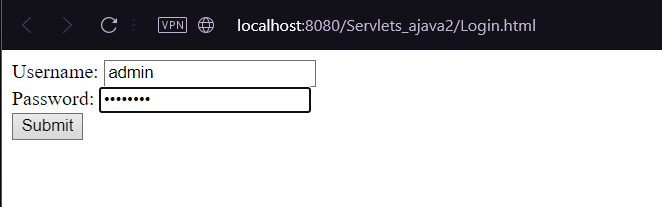 VPN localhost:8080/Servlets_ajava2/Login.html
Username: admin
Password: ••••••••
Submit